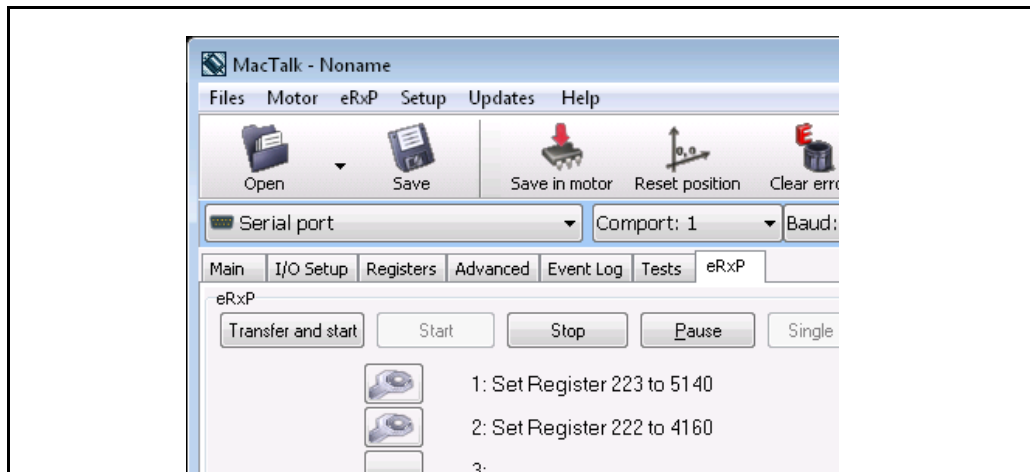 MacTalk - Noname
Files Motor eRxP Setup Updates Help
Open Save Save in motor Reset position Clear erro
Serial port Comport: 1 Baud:
Main I/O Setup Registers Advanced Event Log Tests eRxP
eRxP
Transfer and start Start Stop Pause Single
1: Set Register 223 to 5140
2: Set Register 222 to 4160
3: